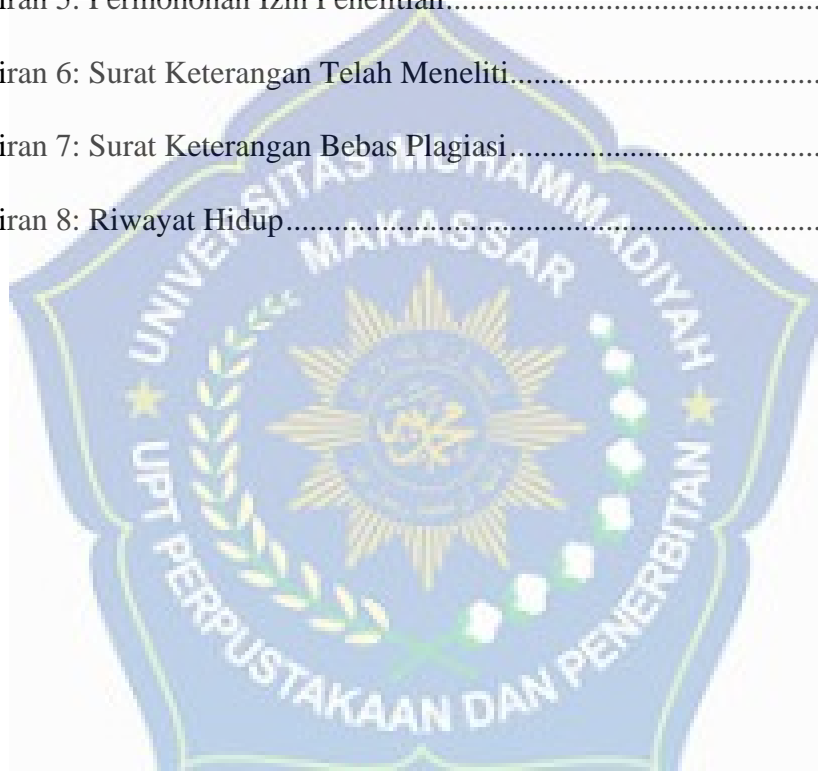 iran 5: Permohonan Izin Penelitian....................................................
iran 6: Surat Keterangan Telah Meneliti...........................................
iran 7: Surat Keterangan Bebas Plagiasi...........................................
iran 8: Riwayat Hidup.........................................................................
UNIVERSITAS MUHAMMADIYAH
MAKASSAR
UPT PERPUSTAKAAN DAN PENERBITAN